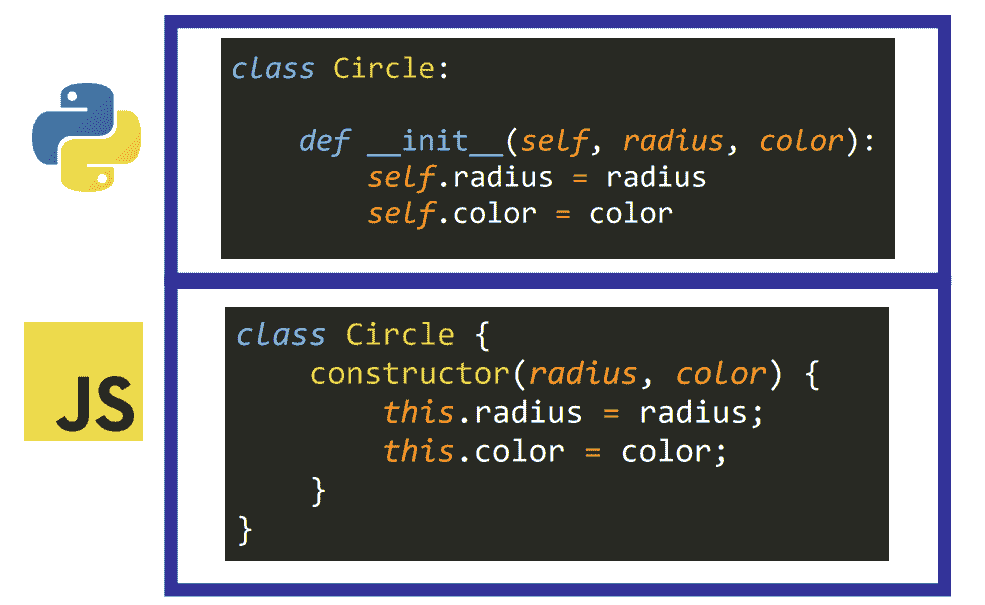 class Circle:
    def __init__(self, radius, color):
        self.radius = radius
        self.color = color
JS
class Circle {
    constructor(radius, color) {
        this.radius = radius;
        this.color = color;
    }
}